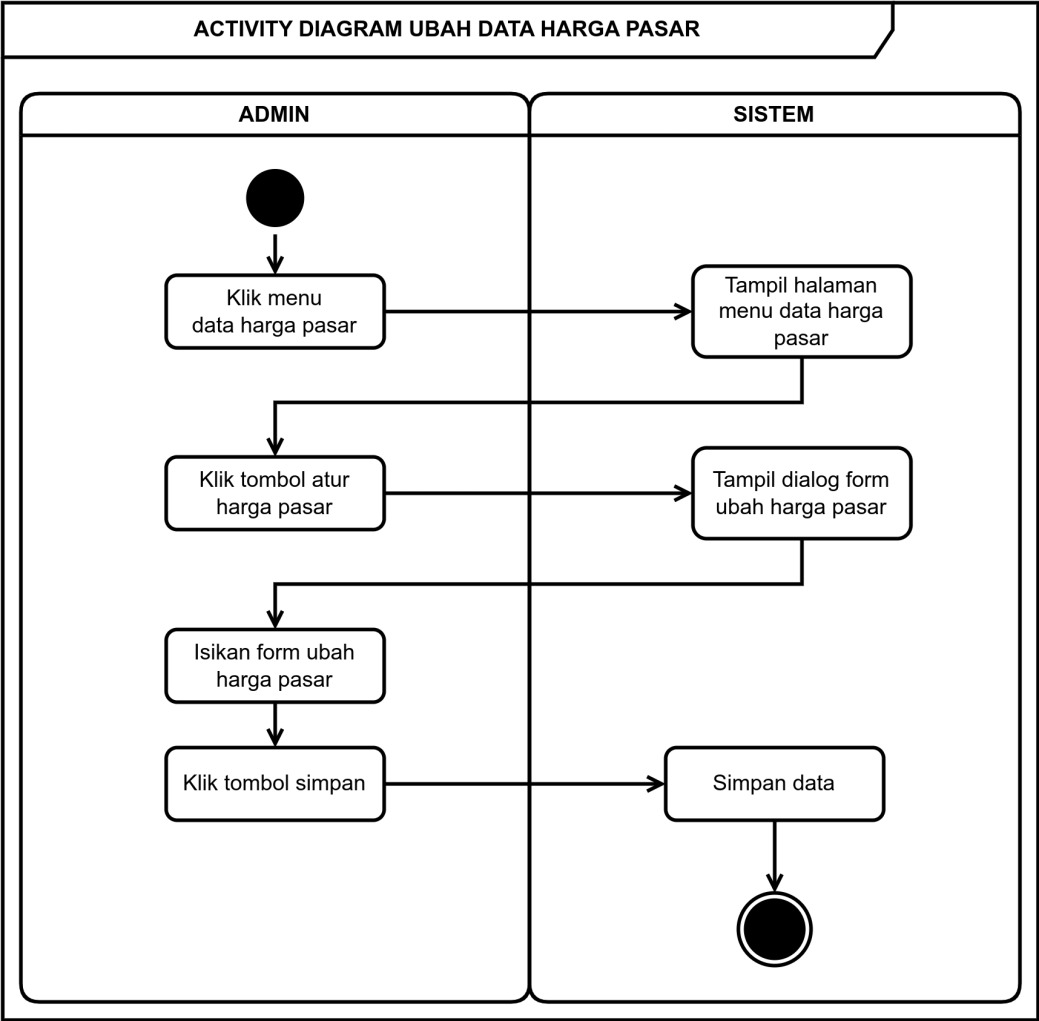 ACTIVITY DIAGRAM UBAH DATA HARGA PASAR
ADMIN
SISTEM
Klik menu
data harga pasar
Tampil halaman
menu data harga
pasar
Klik tombol atur
harga pasar
Tampil dialog form
ubah harga pasar
Isikan form ubah
harga pasar
Klik tombol simpan
Simpan data